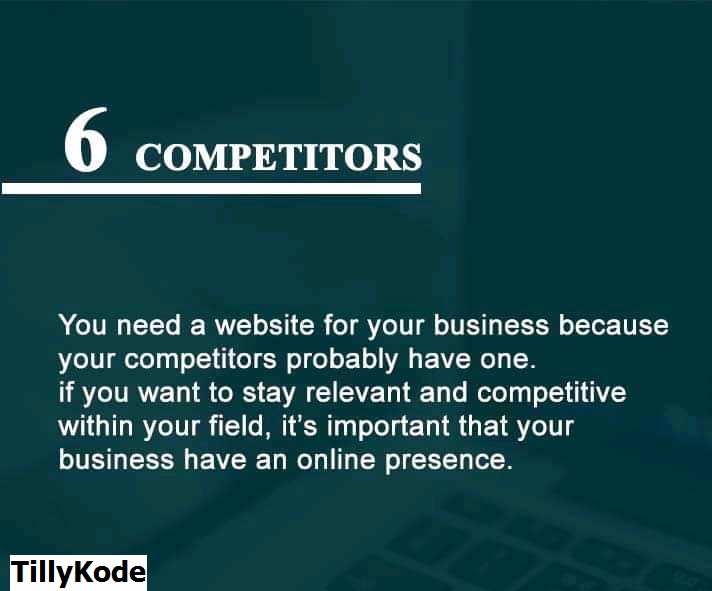 6 COMPETITORS
You need a website for your business because
your competitors probably have one.
if you want to stay relevant and competitive
within your field, it's important that your
business have an online presence.
TillyKode